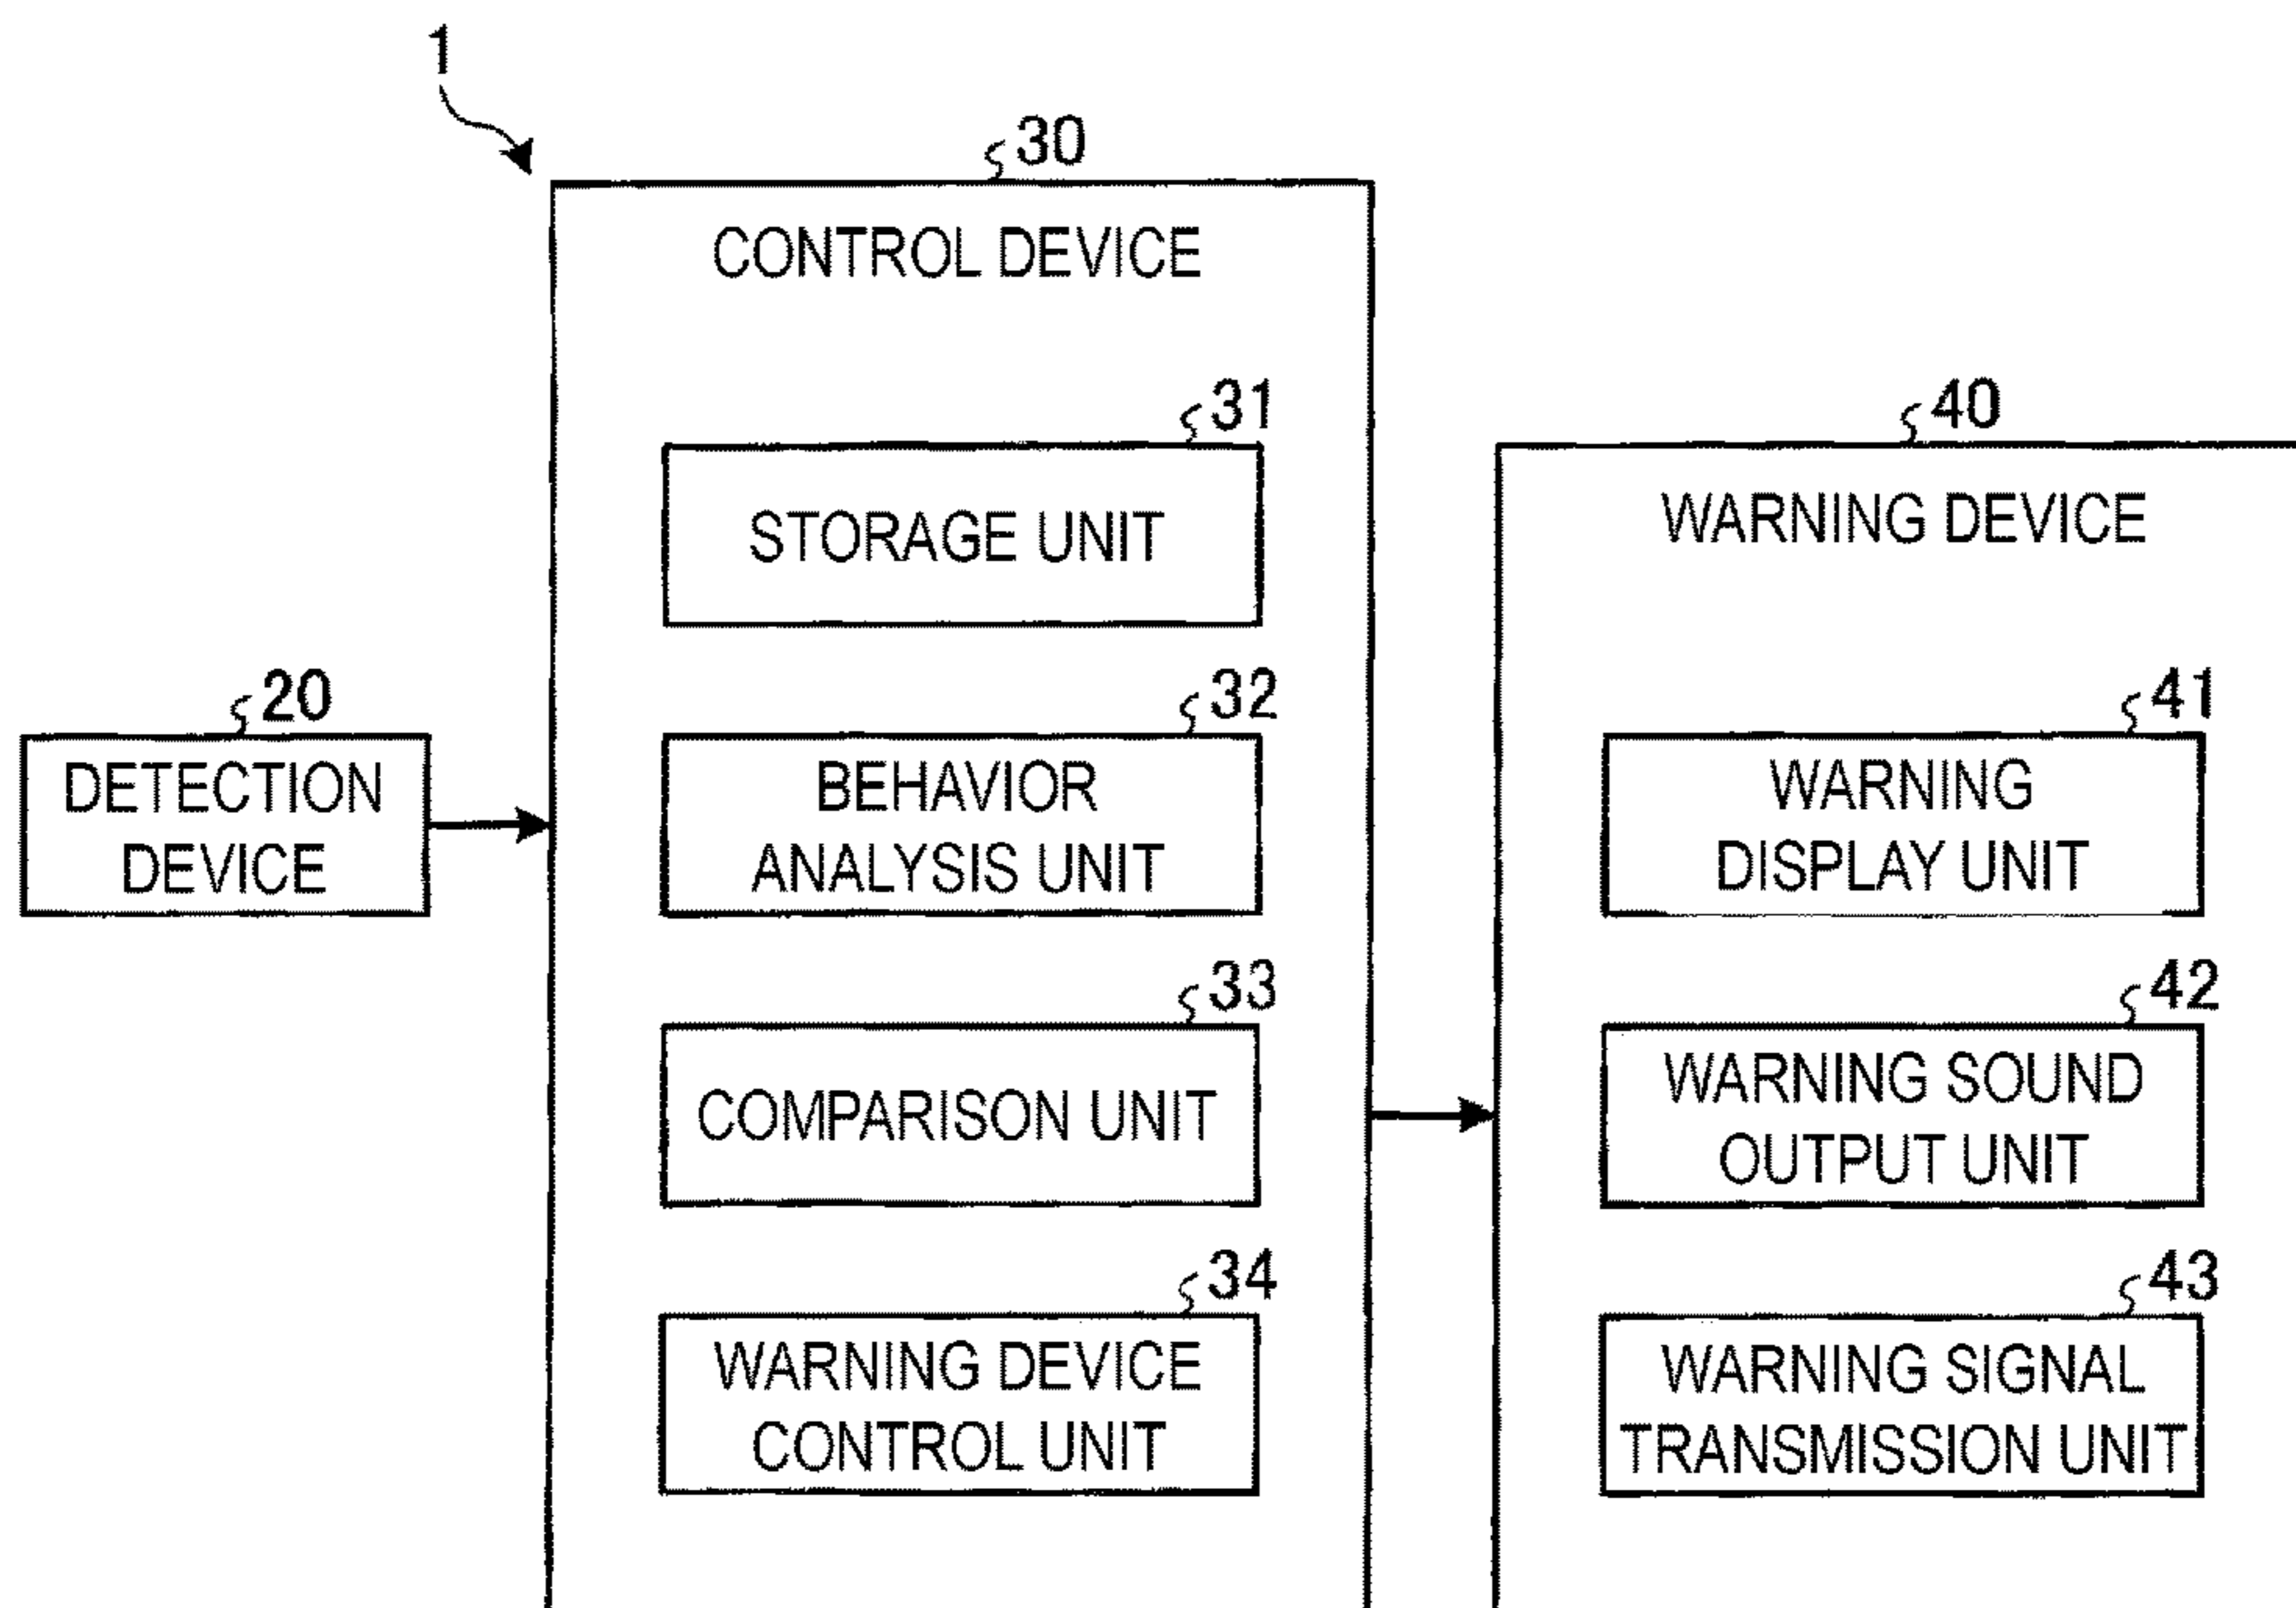 1
30
CONTROL DEVICE
31
STORAGE UNIT
20
DETECTION
DEVICE
32
BEHAVIOR
ANALYSIS UNIT
33
COMPARISON UNIT
34
WARNING DEVICE
CONTROL UNIT
40
WARNING DEVICE
41
WARNING
DISPLAY UNIT
42
WARNING SOUND
OUTPUT UNIT
43
WARNING SIGNAL
TRANSMISSION UNIT